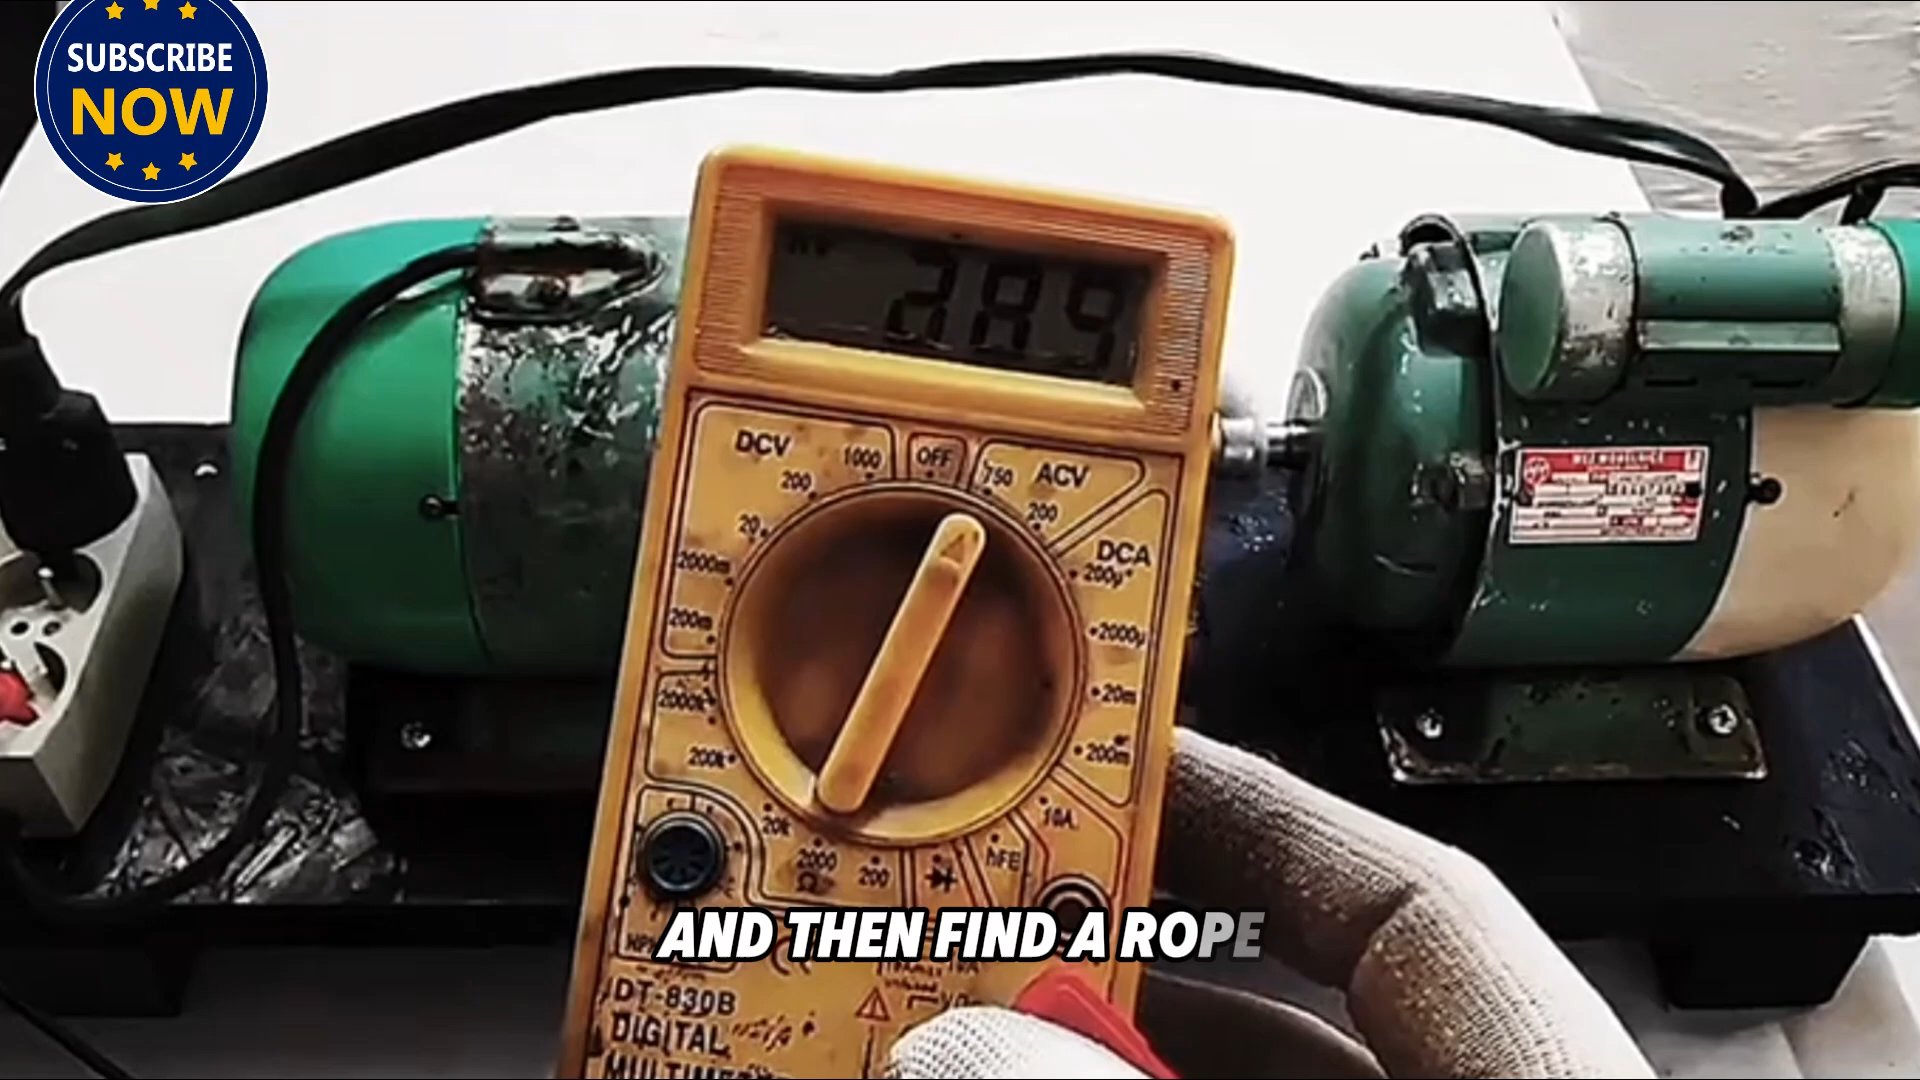 SUBSCRIBE
NOW
289
DCV
1000
OFF
750
ACV
200
200
20
DCA
200µ
2000m
200m
2000µ
2000k
20m
200k
200m
20k
10A
2000
200
hFE
Ω
AND THEN FIND A ROPE
DT-830B
DIGITAL